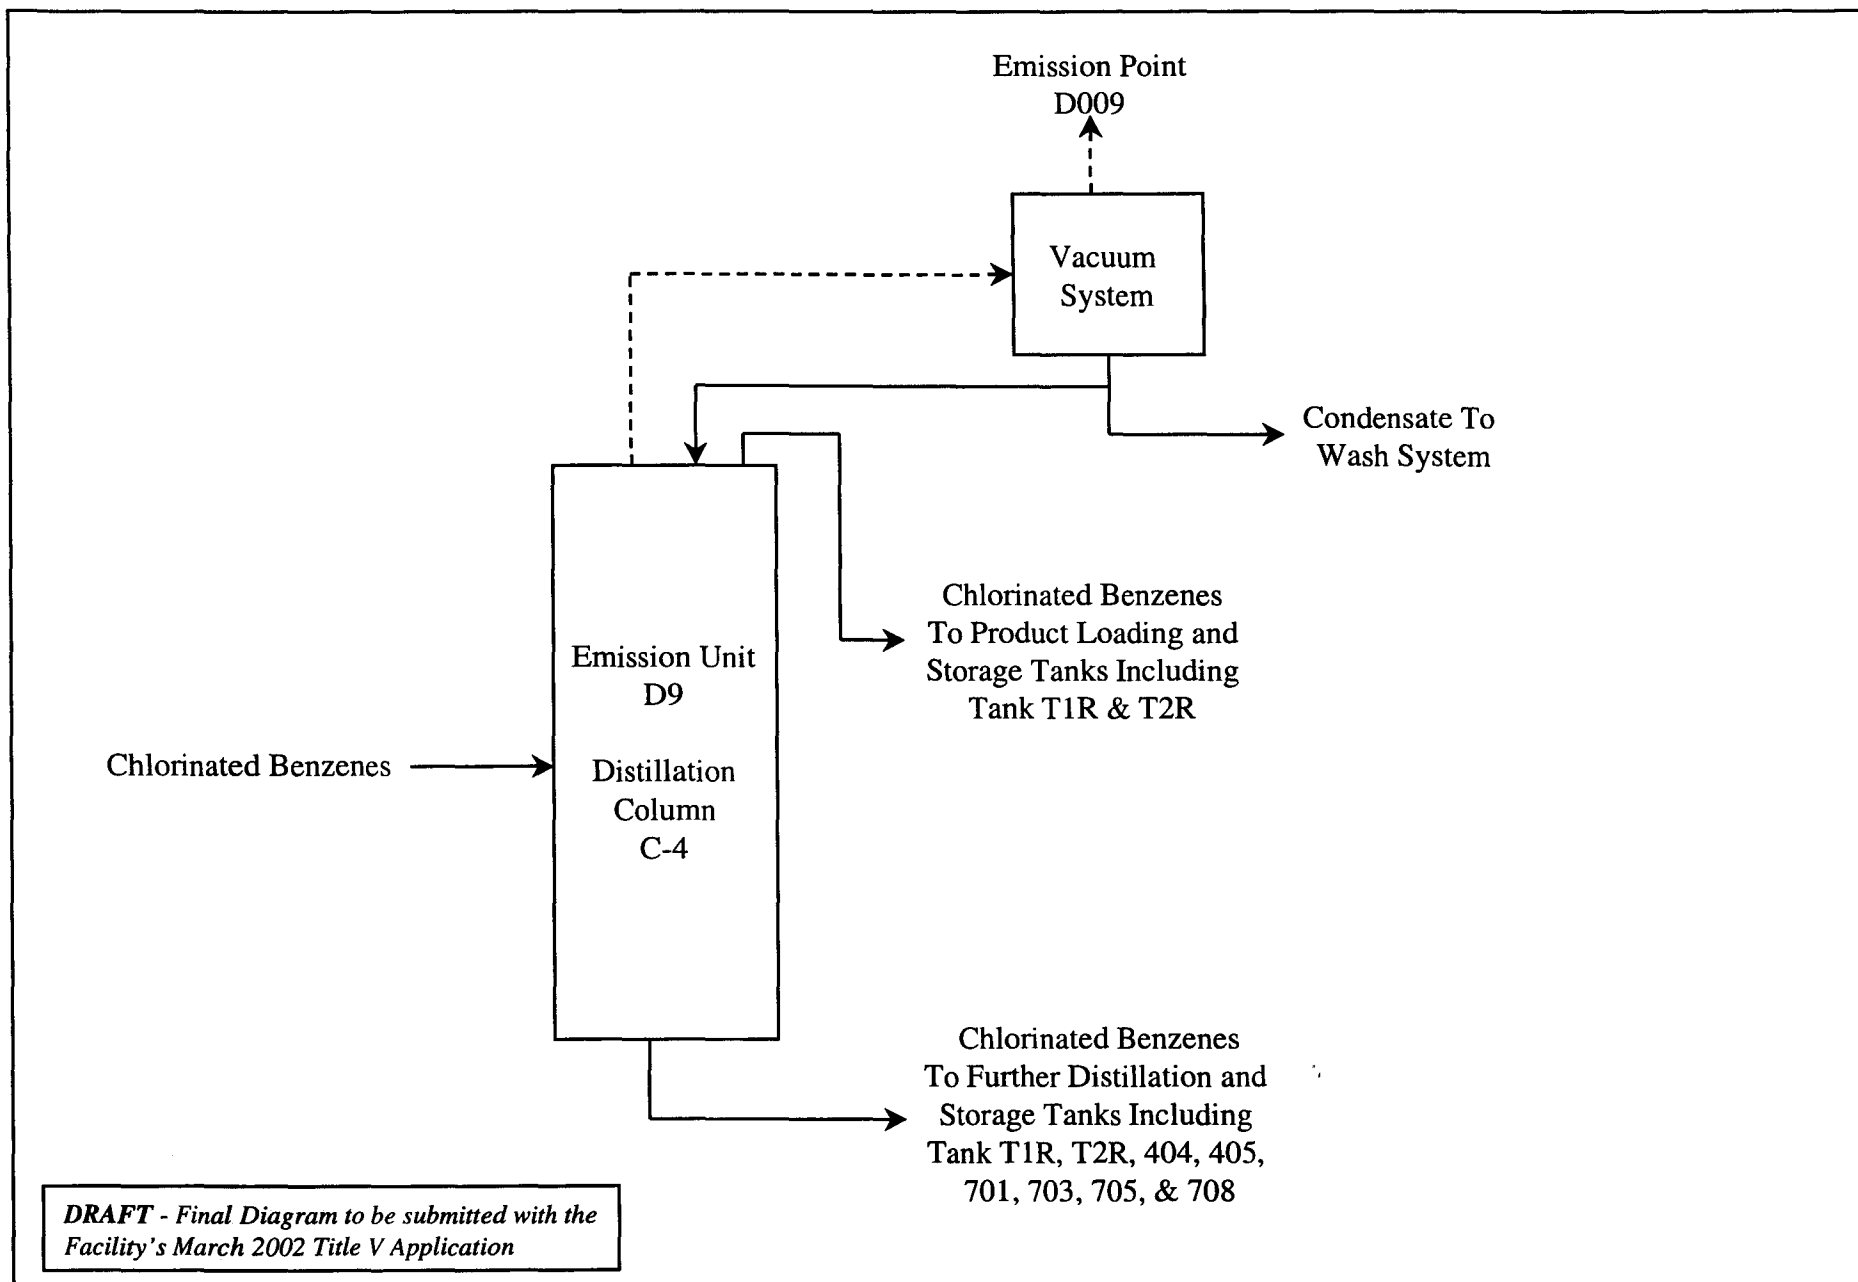 Emission Point
D009
Vacuum
System
Condensate To
Wash System
Chlorinated Benzenes
To Product Loading and
Storage Tanks Including
Tank T1R & T2R
Emission Unit
D9
Distillation
Column
C-4
Chlorinated Benzenes
Chlorinated Benzenes
To Further Distillation and
Storage Tanks Including
Tank T1R, T2R, 404, 405,
701, 703, 705, & 708
DRAFT - Final Diagram to be submitted with the
Facility's March 2002 Title V Application